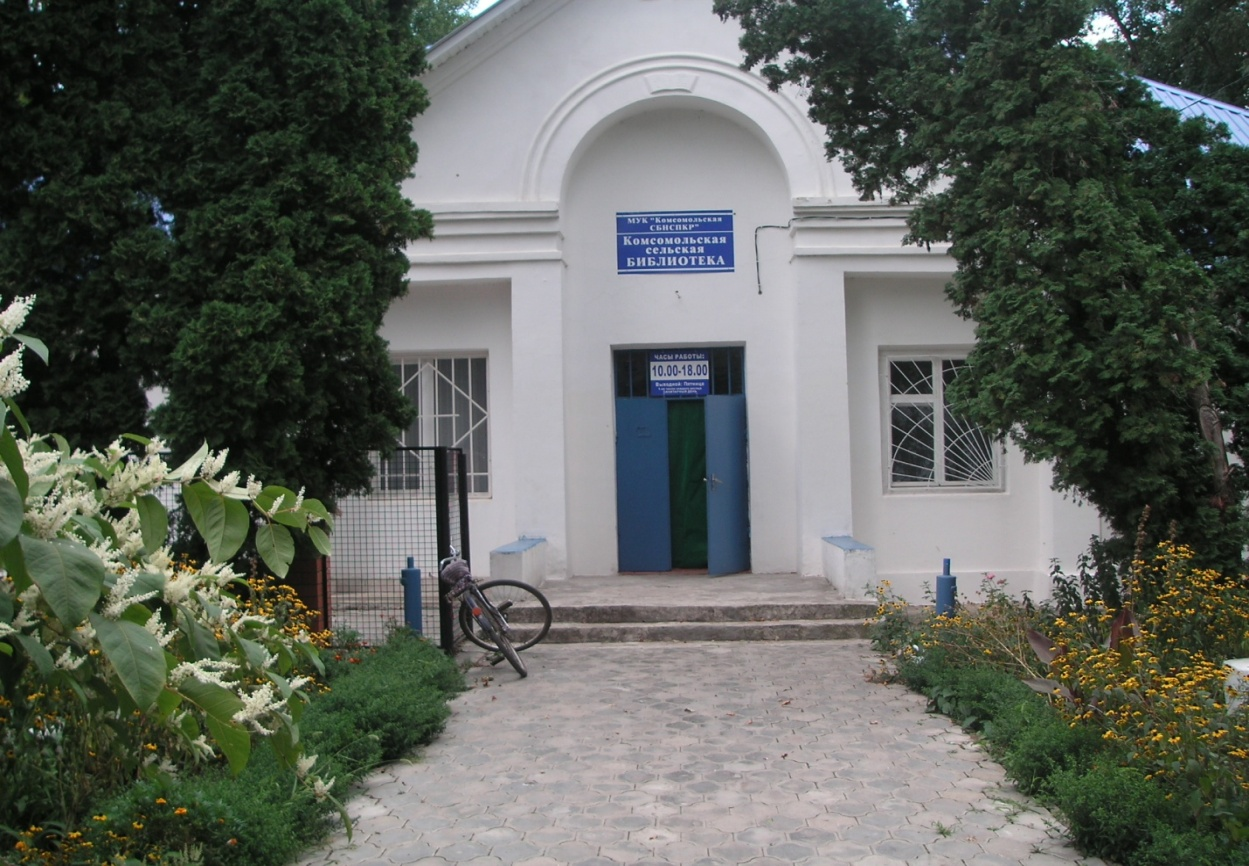 МУК "Комсомольская
СБНСПКР"
Комсомольская
сельская
БИБЛИОТЕКА
ЧАСЫ РАБОТЫ:
10.00-18.00
Выходной Пятница